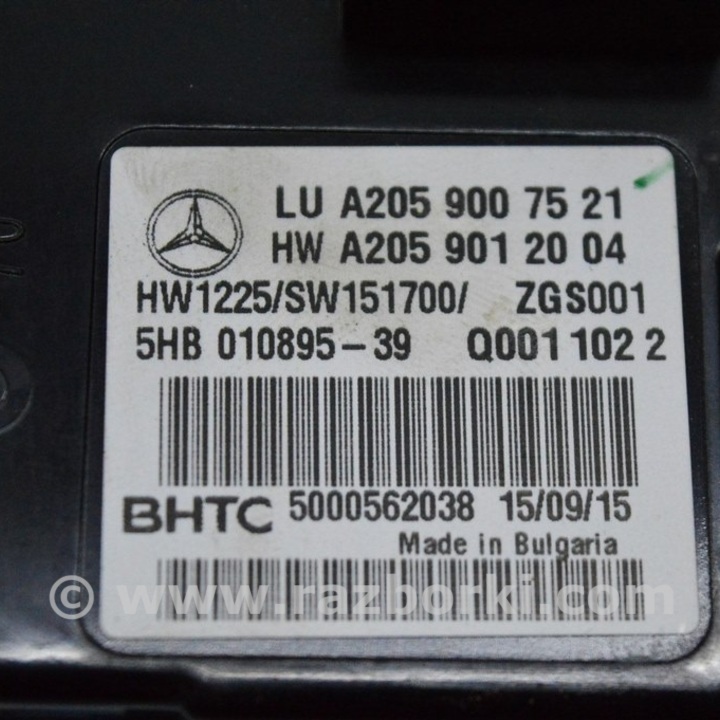 LU A205 900 75 21
HW A205 901 20 04
HW1225/SW151700/ ZGS001
5HB 010895-39 Q001 102 2
BHTC 5000562038 15/09/15
Made in Bulgaria
© www.razborki.com